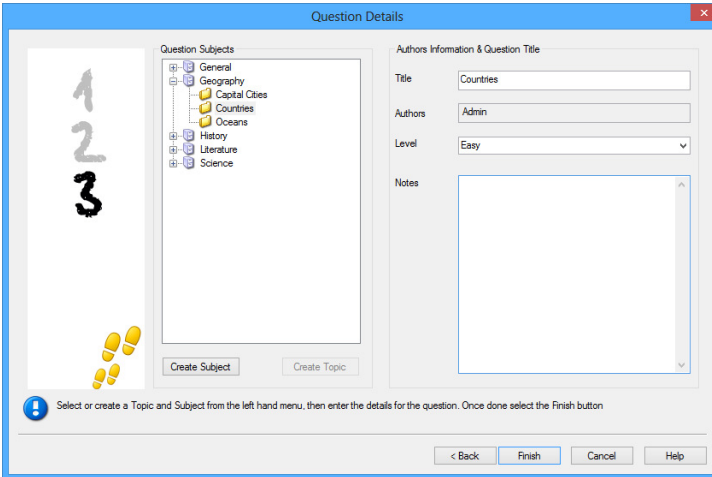 Question Details
x
1
2
3
Question Subjects
General
Geography
Capital Cities
Countries
Oceans
History
Literature
Science
Create Subject
Create Topic
Authors Information & Question Title
Title
Countries
Authors
Admin
Level
Easy
Notes
Select or create a Topic and Subject from the left hand menu, then enter the details for the question. Once done select the Finish button
< Back
Finish
Cancel
Help